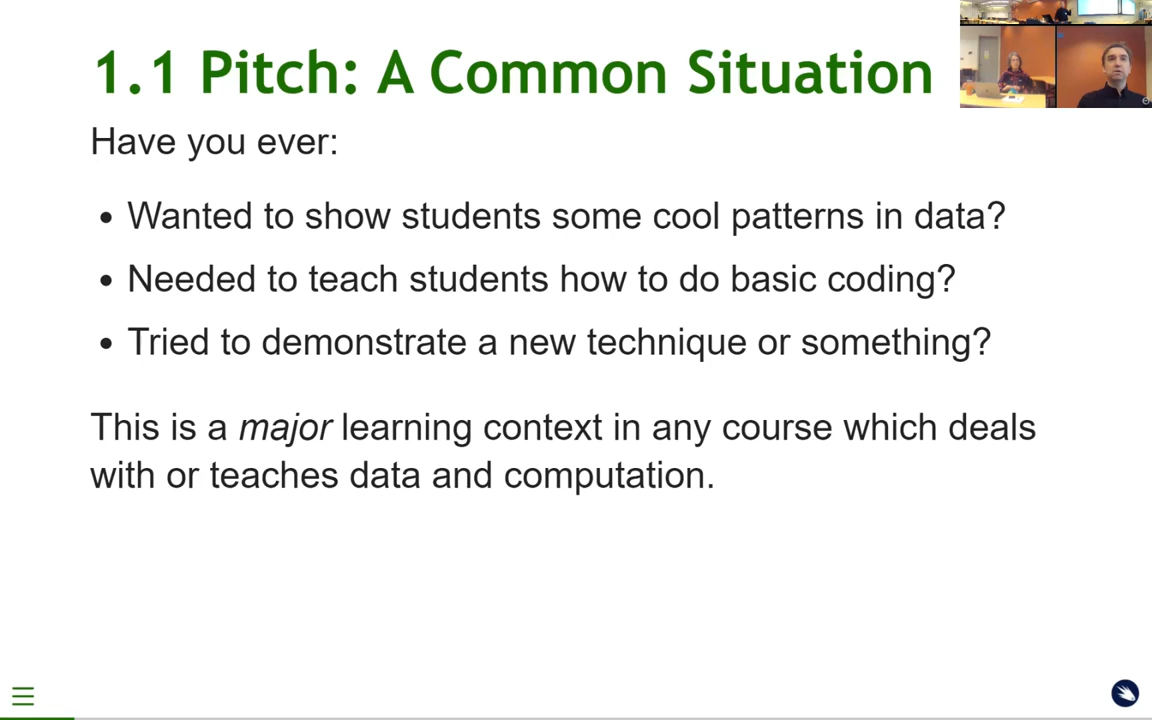 1.1 Pitch: A Common Situation
Have you ever:
• Wanted to show students some cool patterns in data?
• Needed to teach students how to do basic coding?
• Tried to demonstrate a new technique or something?
This is a major learning context in any course which deals
with or teaches data and computation.